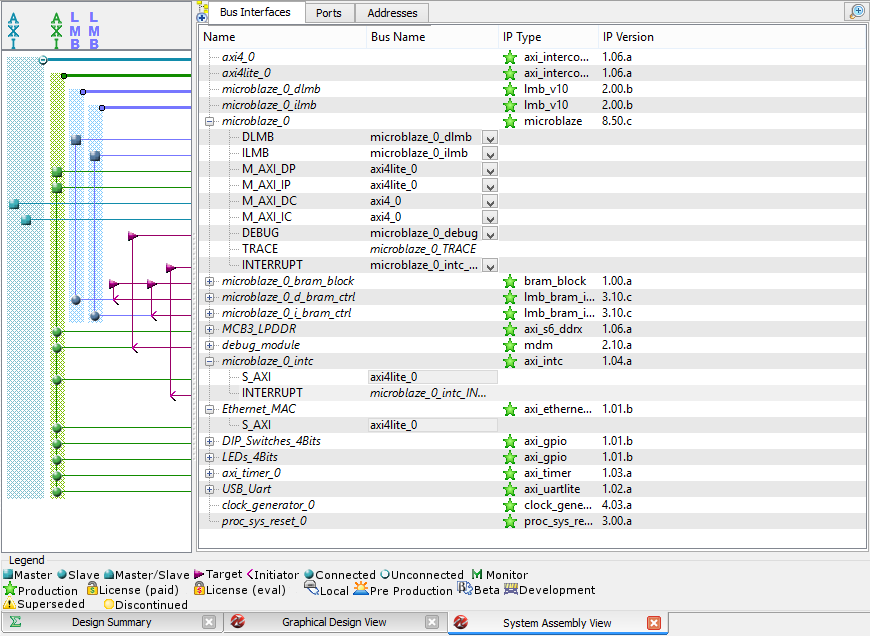 Bus Interfaces Ports Addresses
A A L L
X X M M
I I B B
Name Bus Name IP Type IP Version
axi4_0 axi_interco... 1.06.a
axi4lite_0 axi_interco... 1.06.a
microblaze_0_dlmb lmb_v10 2.00.b
microblaze_0_ilmb lmb_v10 2.00.b
microblaze_0 microblaze 8.50.c
DLMB microblaze_0_dlmb
ILMB microblaze_0_ilmb
M_AXI_DP axi4lite_0
M_AXI_IP axi4lite_0
M_AXI_DC axi4_0
M_AXI_IC axi4_0
DEBUG microblaze_0_debug
TRACE microblaze_0_TRACE
INTERRUPT microblaze_0_intc_...
microblaze_0_bram_block bram_block 1.00.a
microblaze_0_d_bram_ctrl lmb_bram_i... 3.10.c
microblaze_0_i_bram_ctrl lmb_bram_i... 3.10.c
MCB3_LPDDR axi_s6_ddrx 1.06.a
debug_module mdm 2.10.a
microblaze_0_intc axi_intc 1.04.a
S_AXI axi4lite_0
INTERRUPT microblaze_0_intc_IN...
Ethernet_MAC axi_etherne... 1.01.b
S_AXI axi4lite_0
DIP_Switches_4Bits axi_gpio 1.01.b
LEDs_4Bits axi_gpio 1.01.b
axi_timer_0 axi_timer 1.03.a
USB_Uart axi_uartlite 1.02.a
clock_generator_0 clock_gene... 4.03.a
proc_sys_reset_0 proc_sys_re... 3.00.a
Legend
Master Slave Master/Slave Target Initiator Connected Unconnected M Monitor
Production License (paid) License (eval) Local Pre Production Beta Development
Superseded Discontinued
Design Summary Graphical Design View System Assembly View